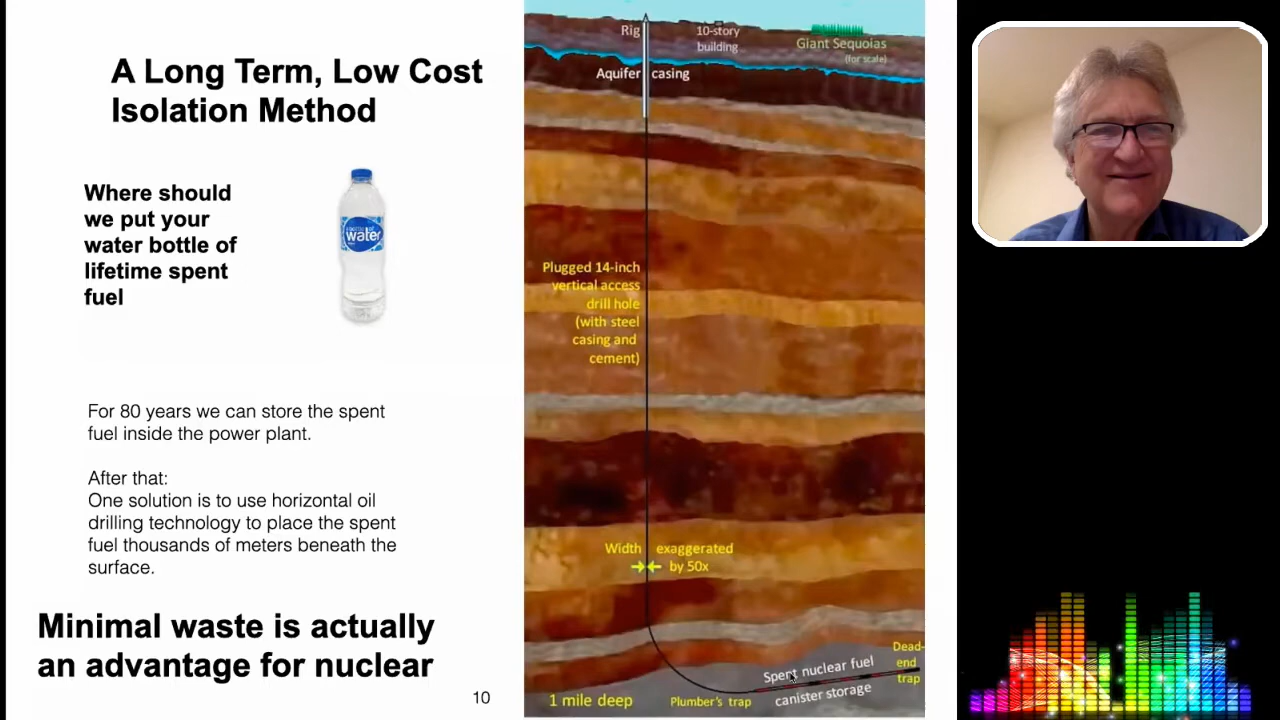 A Long Term, Low Cost
Isolation Method
Where should
we put your
water bottle of
lifetime spent
fuel
water
For 80 years we can store the spent
fuel inside the power plant.
After that:
One solution is to use horizontal oil
drilling technology to place the spent
fuel thousands of meters beneath the
surface.
Minimal waste is actually
an advantage for nuclear
10
Rig
10-story
building
Giant Sequoias
(for scale)
Aquifer casing
Plugged 14-inch
vertical access
drill hole
(with steel
casing and
cement)
Width exaggerated
by 50x
1 mile deep
Plumber's trap
Spent nuclear fuel
canister storage
Dead-
end
trap